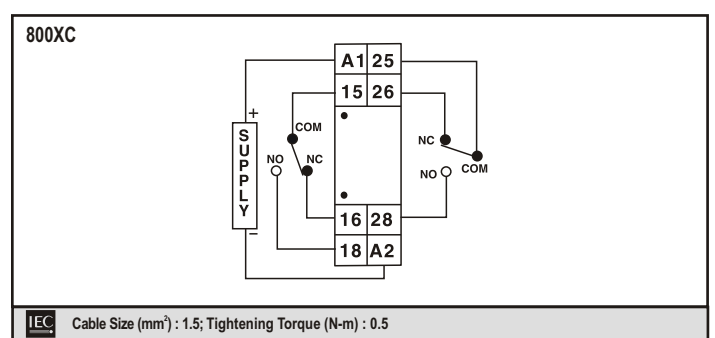 800XC
A1 25
15 26
+
SUPPLY
−
COM
NO
NC
NC
COM
NO
16 28
18 A2
IEC
Cable Size (mm²) : 1.5; Tightening Torque (N-m) : 0.5